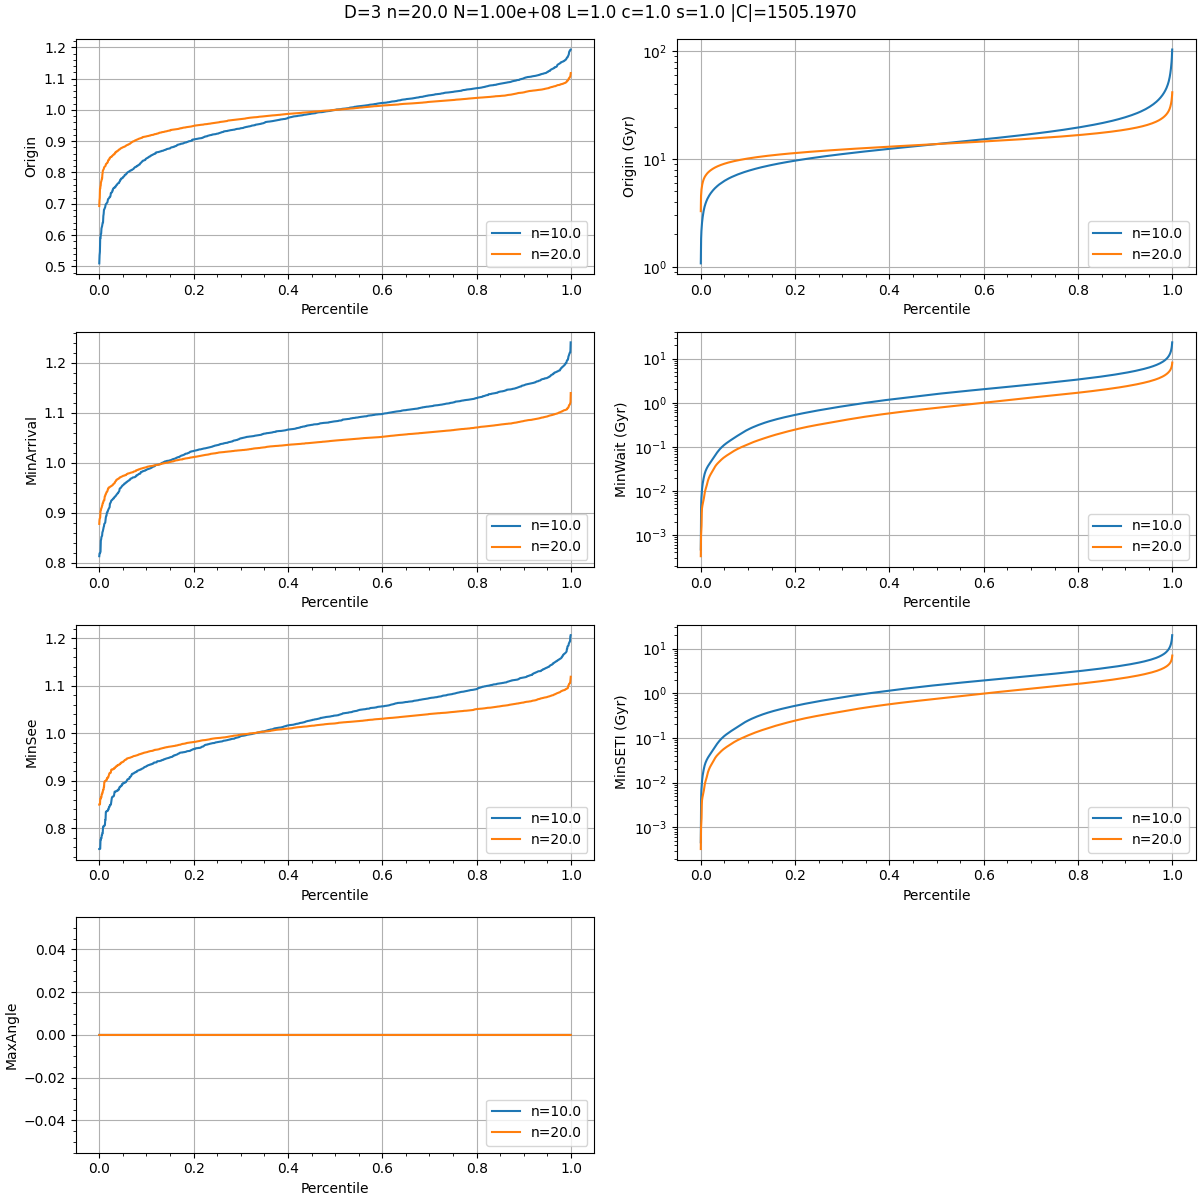 D=3 n=20.0 N=1.00e+08 L=1.0 c=1.0 s=1.0 |C|=1505.1970
1.2
1.1
1.0
0.9
0.8
0.7
0.6
0.5
Origin
0.0 0.2 0.4 0.6 0.8 1.0
Percentile
n=10.0
n=20.0
10²
10¹
10⁰
Origin (Gyr)
0.0 0.2 0.4 0.6 0.8 1.0
Percentile
n=10.0
n=20.0
1.2
1.1
1.0
0.9
0.8
MinArrival
0.0 0.2 0.4 0.6 0.8 1.0
Percentile
n=10.0
n=20.0
10¹
10⁰
10⁻¹
10⁻²
10⁻³
MinWait (Gyr)
0.0 0.2 0.4 0.6 0.8 1.0
Percentile
n=10.0
n=20.0
1.2
1.1
1.0
0.9
0.8
MinSee
0.0 0.2 0.4 0.6 0.8 1.0
Percentile
n=10.0
n=20.0
10¹
10⁰
10⁻¹
10⁻²
10⁻³
MinSETI (Gyr)
0.0 0.2 0.4 0.6 0.8 1.0
Percentile
n=10.0
n=20.0
0.04
0.02
0.00
−0.02
−0.04
MaxAngle
0.0 0.2 0.4 0.6 0.8 1.0
Percentile
n=10.0
n=20.0